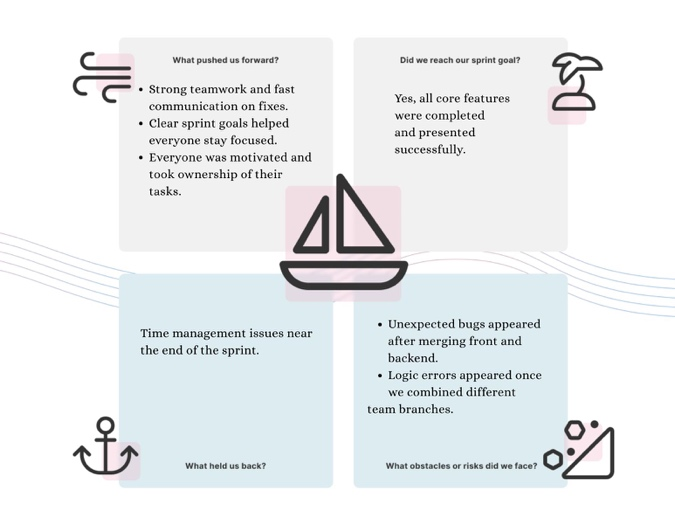 What pushed us forward?
• Strong teamwork and fast
communication on fixes.
• Clear sprint goals helped
everyone stay focused.
• Everyone was motivated and
took ownership of their
tasks.
Did we reach our sprint goal?
Yes, all core features
were completed
and presented
successfully.
Time management issues near
the end of the sprint.
What held us back?
• Unexpected bugs appeared
after merging front and
backend.
• Logic errors appeared once
we combined different
team branches.
What obstacles or risks did we face?